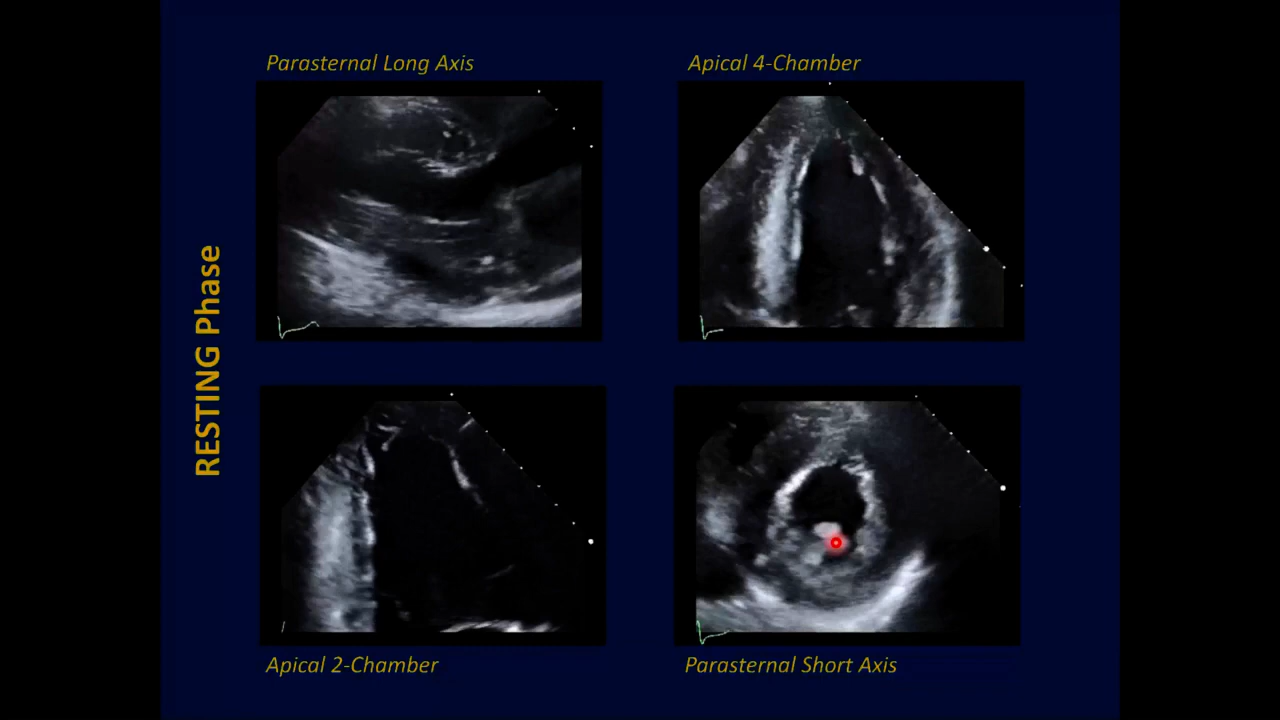 Parasternal Long Axis
Apical 4-Chamber
RESTING Phase
Apical 2-Chamber
Parasternal Short Axis